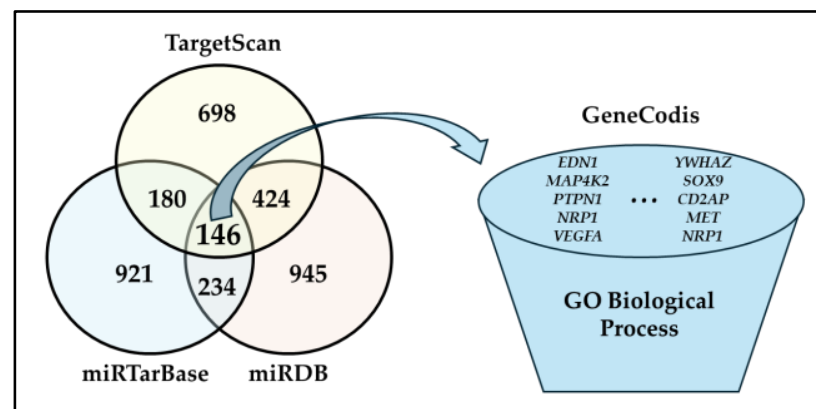 TargetScan
698
180
424
146
921
234
945
miRTarBase
miRDB
GeneCodis
EDN1 YWHAZ
MAP4K2 SOX9
PTPN1 ••• CD2AP
NRP1 MET
VEGFA NRP1
GO Biological
Process